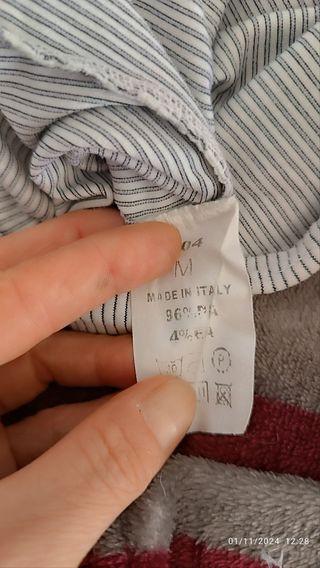 04
M
MADE IN ITALY
96% PA
4% EA
P
01/11/2024 12:28